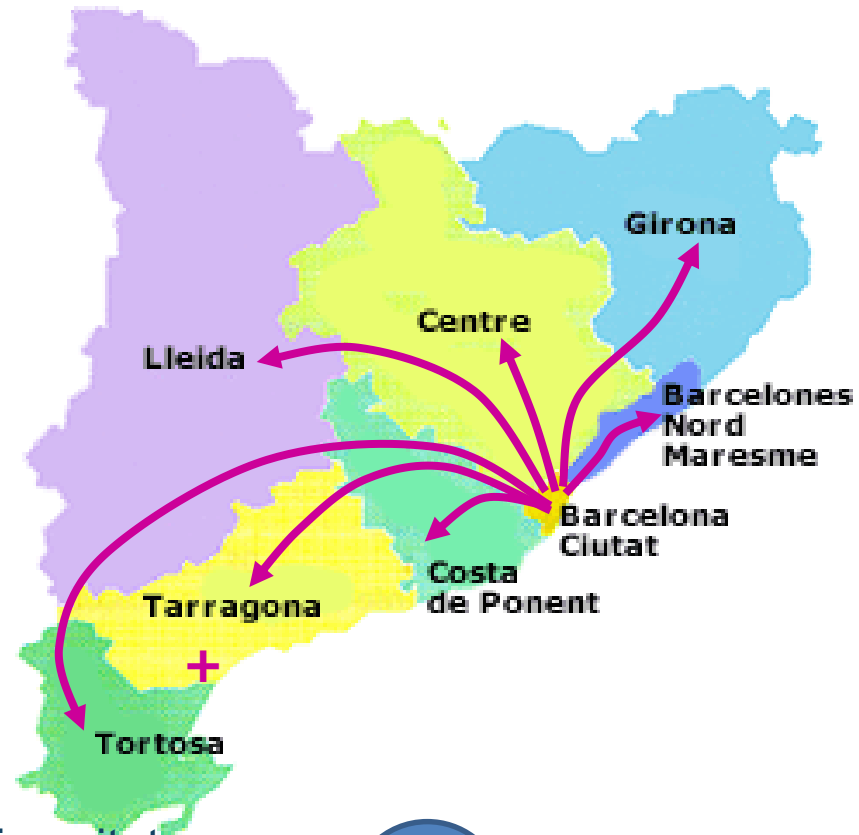 Girona
Centre
Lleida
Barcelones
Nord
Maresme
Barcelona
Ciutat
Costa
de Ponent
Tarragona
+
Tortosa